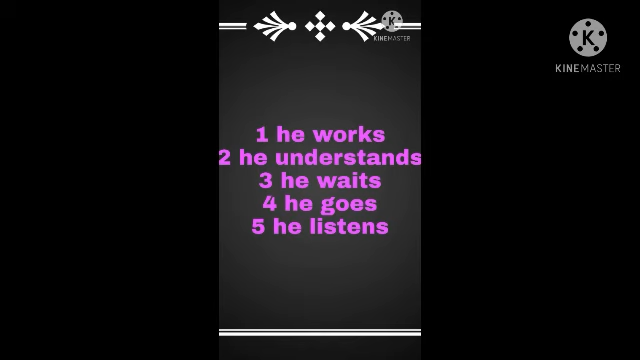 KINEMASTER
KINEMASTER
1 he works
2 he understands
3 he waits
4 he goes
5 he listens